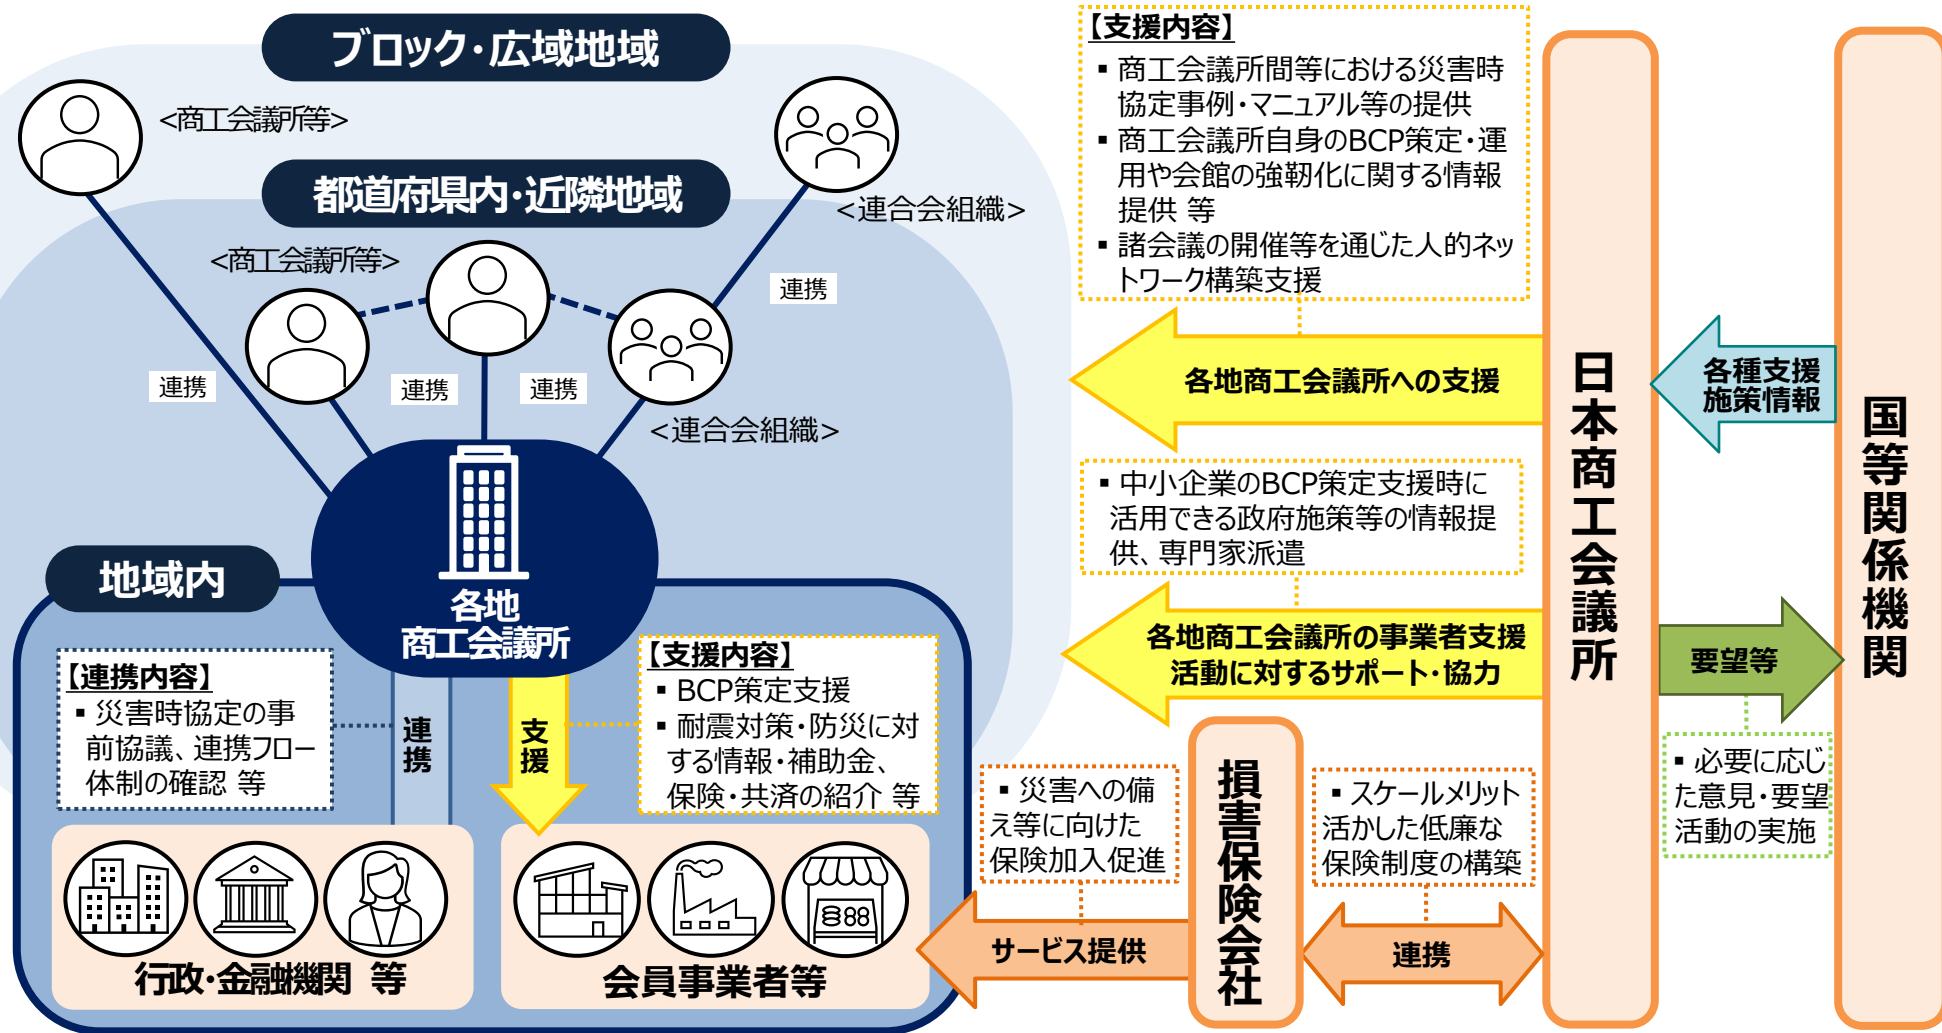 ブロック・広域地域
<商工会議所等>
<連合会組織>
連携
都道府県内・近隣地域
<商工会議所等>
連携
連携
連携
<連合会組織>
各地
商工会議所
地域内
【連携内容】
▪ 災害時協定の事
前協議、連携フロー
体制の確認 等
連携
支援
【支援内容】
▪ BCP策定支援
▪ 耐震対策・防災に対
する情報・補助金、
保険・共済の紹介 等
行政・金融機関 等
会員事業者等
【支援内容】
▪ 商工会議所間等における災害時
協定事例・マニュアル等の提供
▪ 商工会議所自身のBCP策定・運
用や会館の強靭化に関する情報
提供 等
▪ 諸会議の開催等を通じた人的ネッ
トワーク構築支援
各地商工会議所への支援
▪ 中小企業のBCP策定支援時に
活用できる政府施策等の情報提
供、専門家派遣
各地商工会議所の事業者支援
活動に対するサポート・協力
▪ 災害への備
え等に向けた
保険加入促進
サービス提供
損害保険会社
▪ スケールメリット
活かした低廉な
保険制度の構築
連携
日本商工会議所
各種支援
施策情報
要望等
▪ 必要に応じ
た意見・要望
活動の実施
国等関係機関